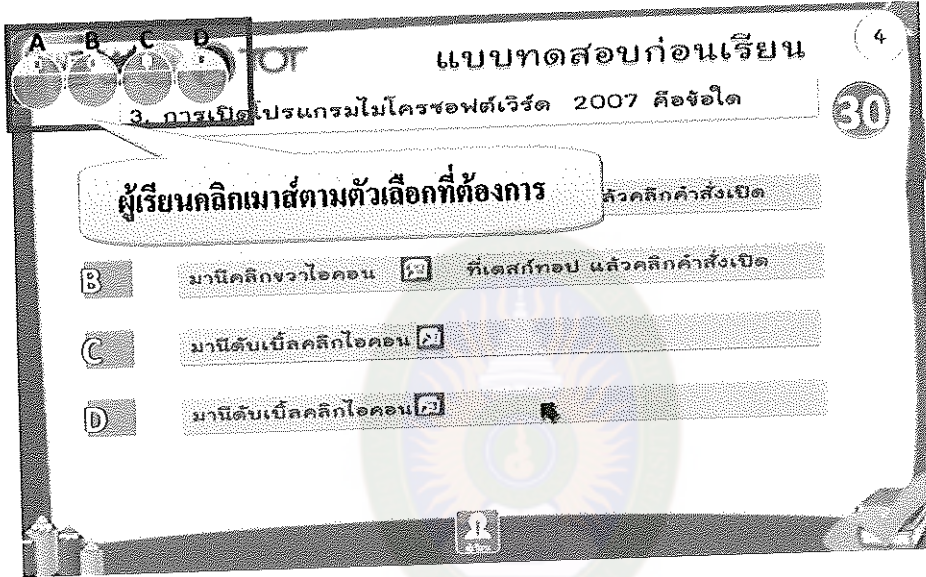 A B C D
TOT
แบบทดสอบก่อนเรียน
4
3. การเปิดโปรแกรมไมโครซอฟต์เวิร์ด 2007 คือข้อใด
30
ผู้เรียนคลิกเมาส์ตามตัวเลือกที่ต้องการ
ล้วคลิกคำสั่งเปิด
B มานีคลิกขวาไอคอน ที่เดสก์ทอป แล้วคลิกคำสั่งเปิด
C มานีดับเบิ้ลคลิกไอคอน
D มานีดับเบิ้ลคลิกไอคอน